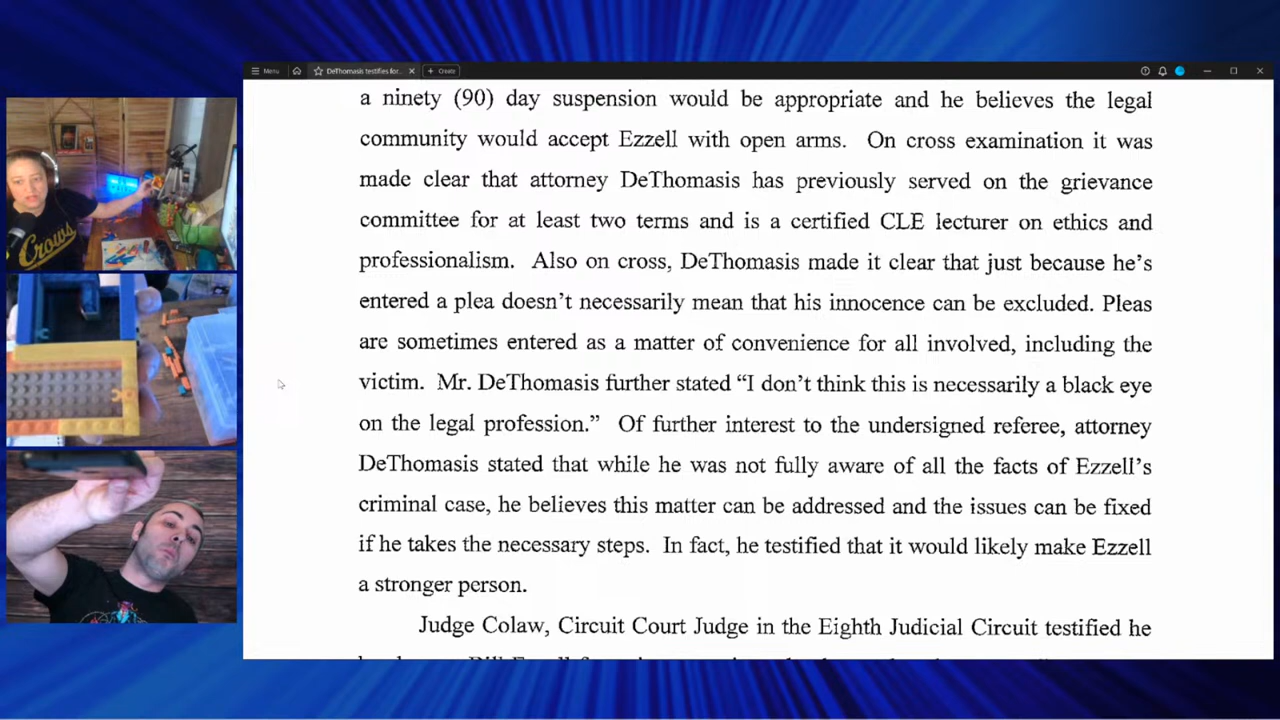 Menu
DeThomasis testifies for...
Create
a ninety (90) day suspension would be appropriate and he believes the legal
community would accept Ezzell with open arms. On cross examination it was
made clear that attorney DeThomasis has previously served on the grievance
committee for at least two terms and is a certified CLE lecturer on ethics and
professionalism. Also on cross, DeThomasis made it clear that just because he's
entered a plea doesn't necessarily mean that his innocence can be excluded. Pleas
are sometimes entered as a matter of convenience for all involved, including the
victim. Mr. DeThomasis further stated “I don't think this is necessarily a black eye
on the legal profession.” Of further interest to the undersigned referee, attorney
DeThomasis stated that while he was not fully aware of all the facts of Ezzell's
criminal case, he believes this matter can be addressed and the issues can be fixed
if he takes the necessary steps. In fact, he testified that it would likely make Ezzell
a stronger person.
Judge Colaw, Circuit Court Judge in the Eighth Judicial Circuit testified he
Crows